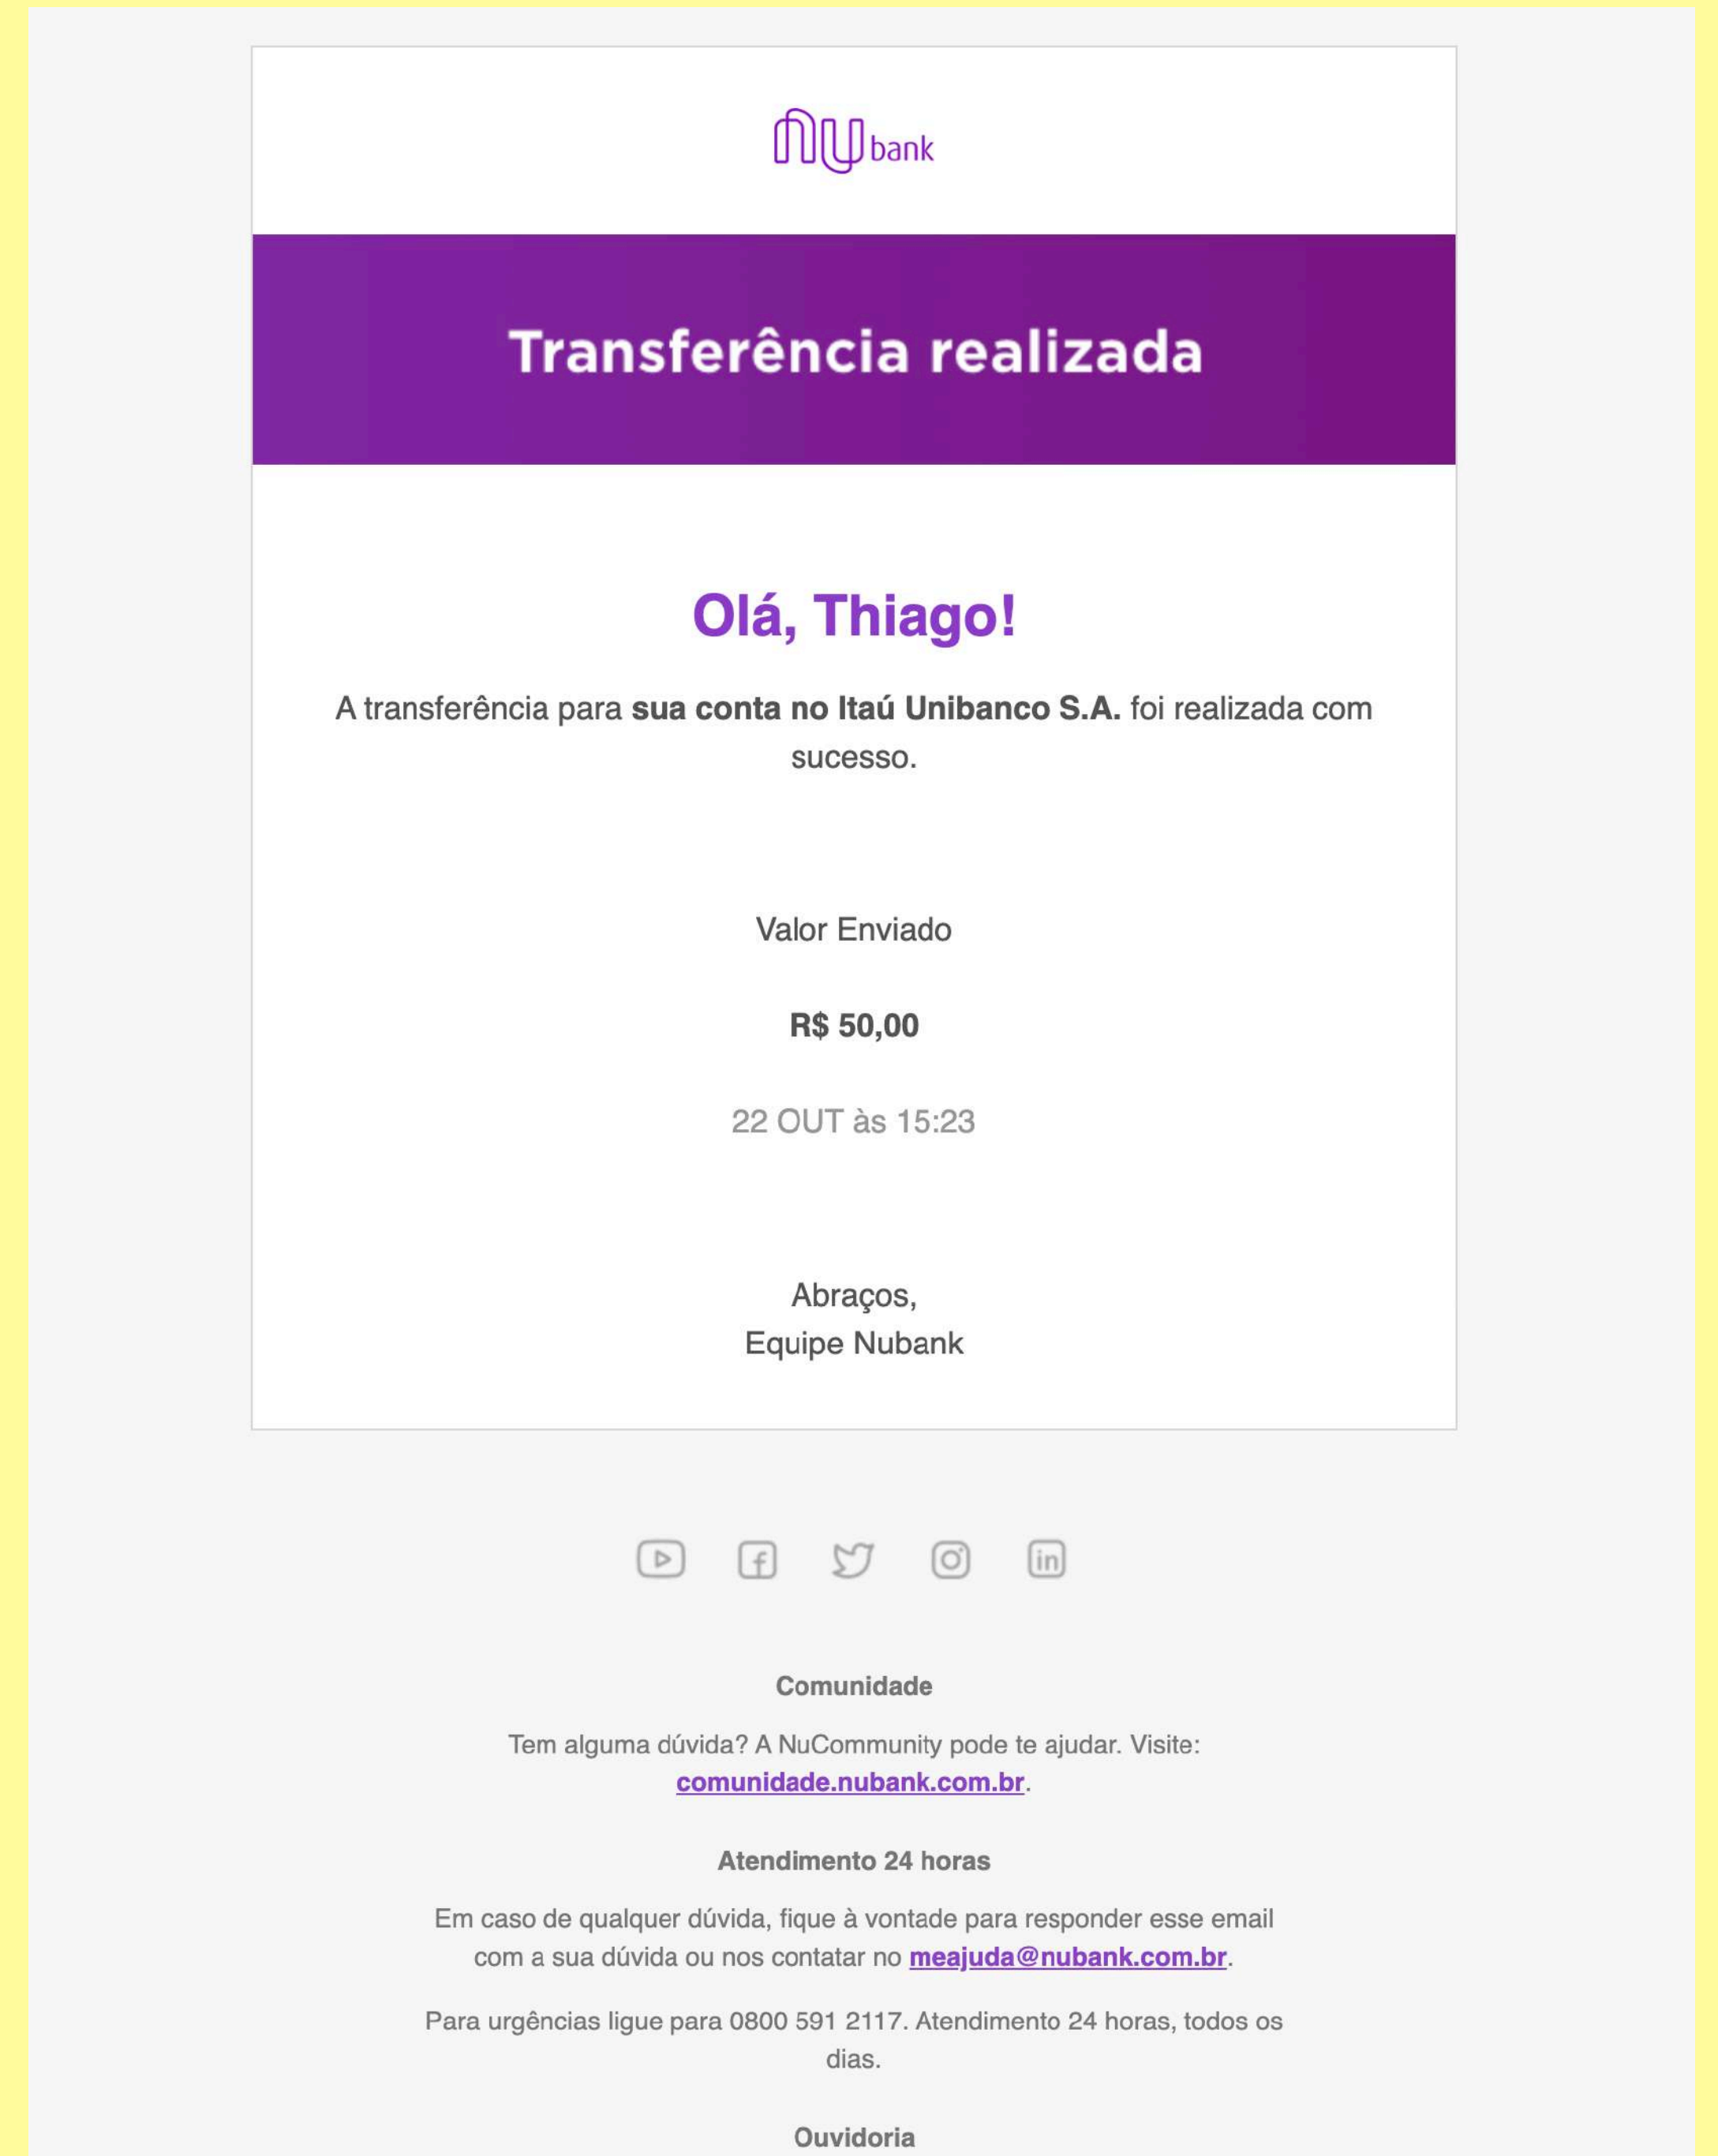 nu bank
Transferência realizada
Olá, Thiago!
A transferência para sua conta no Itaú Unibanco S.A. foi realizada com
sucesso.
Valor Enviado
R$ 50,00
22 OUT às 15:23
Abraços,
Equipe Nubank
Comunidade
Tem alguma dúvida? A NuCommunity pode te ajudar. Visite:
comunidade.nubank.com.br.
Atendimento 24 horas
Em caso de qualquer dúvida, fique à vontade para responder esse email
com a sua dúvida ou nos contatar no meajuda@nubank.com.br.
Para urgências ligue para 0800 591 2117. Atendimento 24 horas, todos os
dias.
Ouvidoria